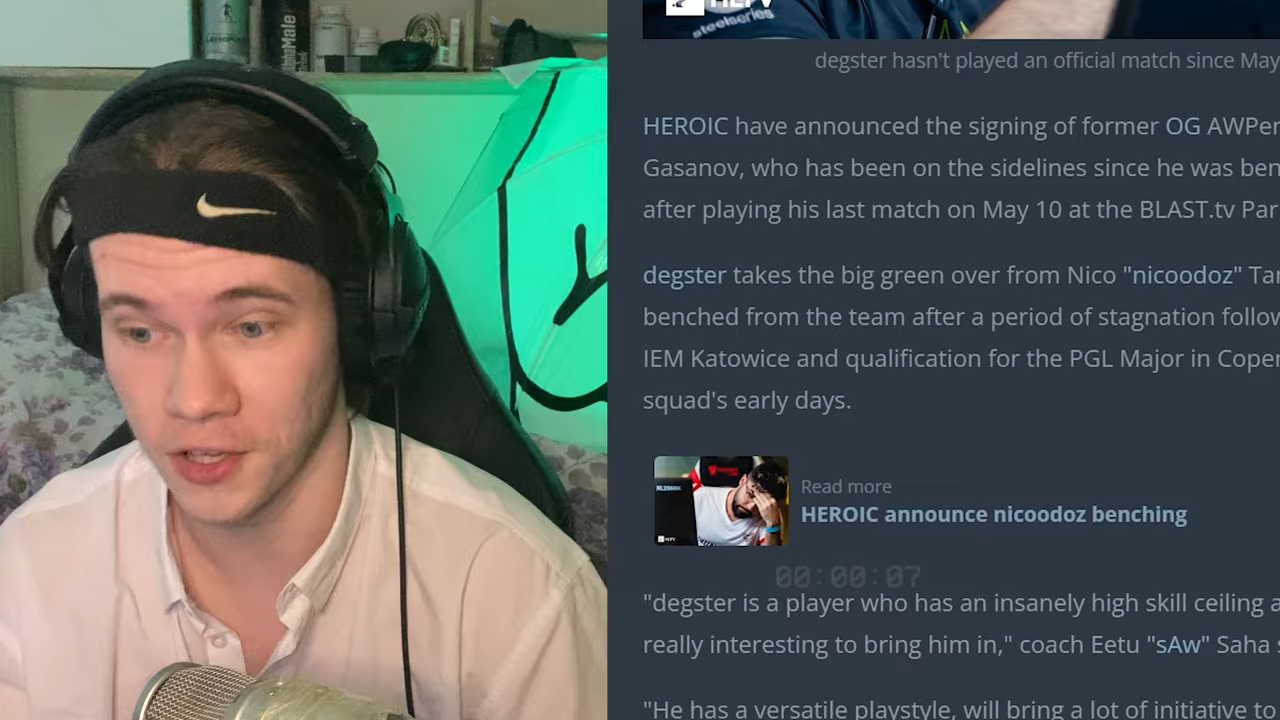 HLTV
steelseries
degster hasn't played an official match since May
HEROIC have announced the signing of former OG AWPer
Gasanov, who has been on the sidelines since he was ben
after playing his last match on May 10 at the BLAST.tv Par
degster takes the big green over from Nico "nicoodoz" Ta
benched from the team after a period of stagnation follow
IEM Katowice and qualification for the PGL Major in Cope
squad's early days.
Read more
HEROIC announce nicoodoz benching
00:00:07
"degster is a player who has an insanely high skill ceiling a
really interesting to bring him in," coach Eetu "sAw" Saha s
"He has a versatile playstyle, will bring a lot of initiative to